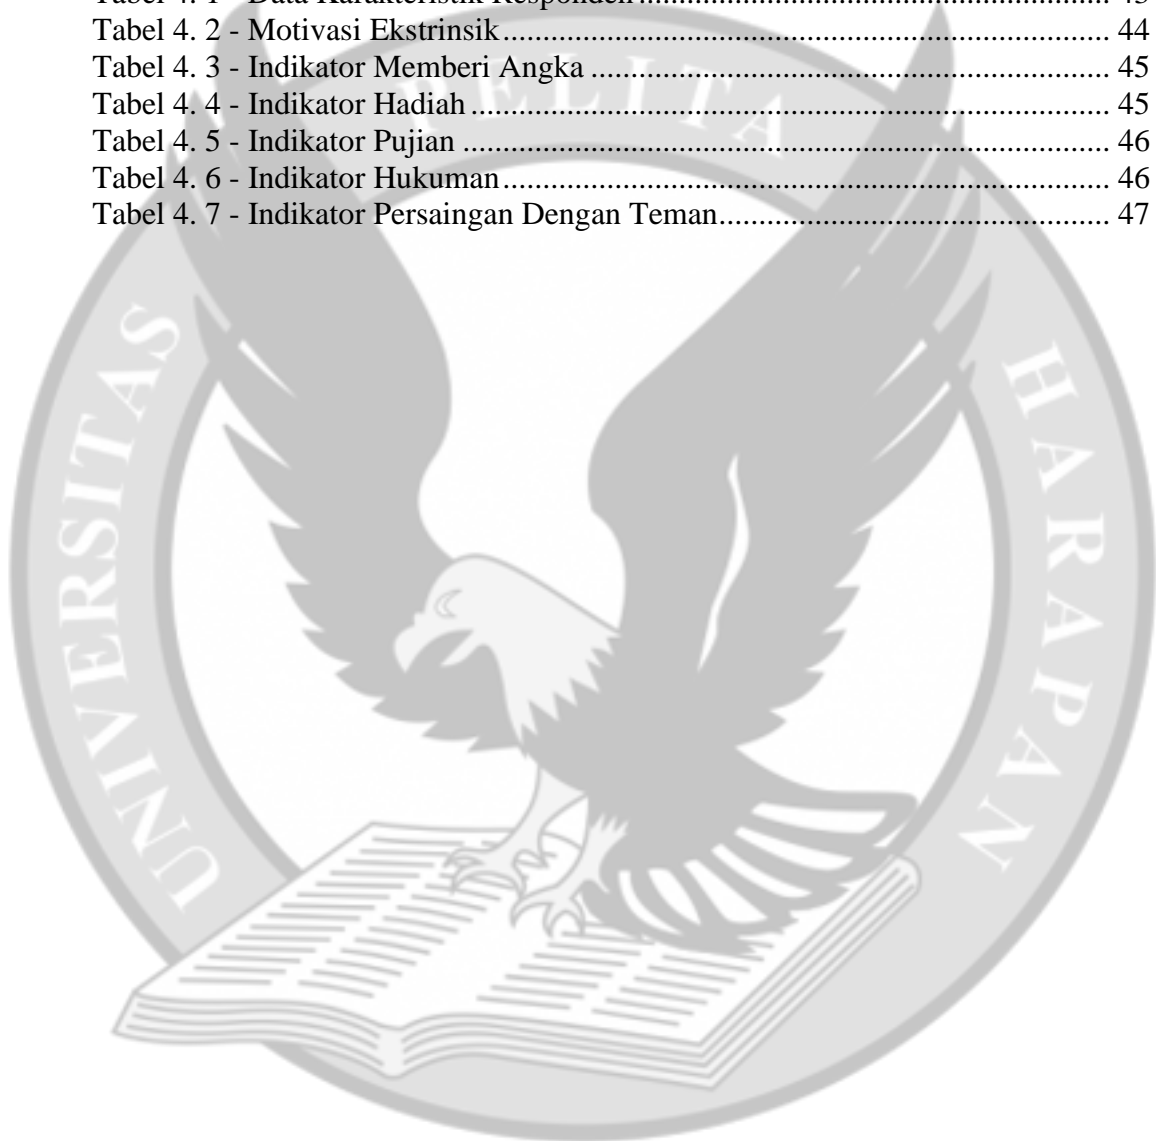 Tabel 4. 1 - Data Karakteristik Responden........................................................... 43
Tabel 4. 2 - Motivasi Ekstrinsik............................................................................ 44
Tabel 4. 3 - Indikator Memberi Angka ................................................................. 45
Tabel 4. 4 - Indikator Hadiah ................................................................................ 45
Tabel 4. 5 - Indikator Pujian ................................................................................. 46
Tabel 4. 6 - Indikator Hukuman............................................................................ 46
Tabel 4. 7 - Indikator Persaingan Dengan Teman................................................. 47
UNIVERSITAS PELITA HARAPAN